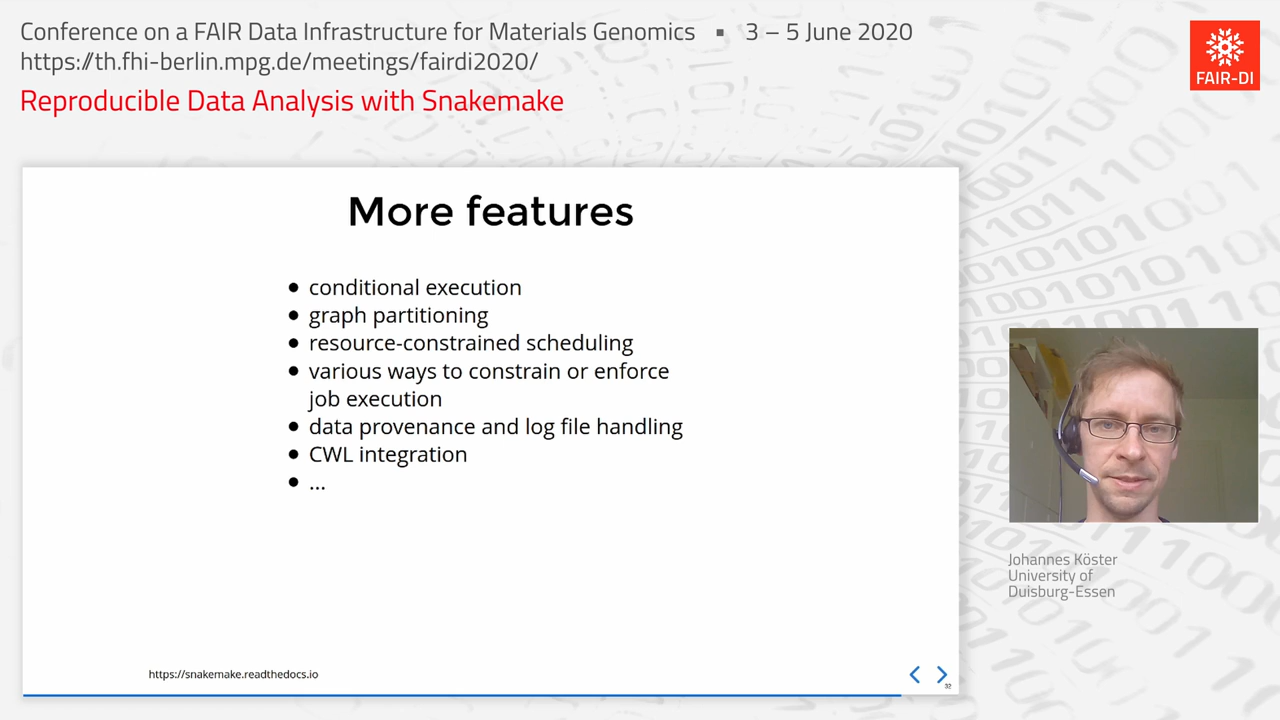 Conference on a FAIR Data Infrastructure for Materials Genomics ▪ 3 – 5 June 2020
https://th.fhi-berlin.mpg.de/meetings/fairdi2020/
Reproducible Data Analysis with Snakemake
FAIR-DI
More features
● conditional execution
● graph partitioning
● resource-constrained scheduling
● various ways to constrain or enforce
job execution
● data provenance and log file handling
● CWL integration
● ...
Johannes Köster
University of
Duisburg-Essen
https://snakemake.readthedocs.io
32